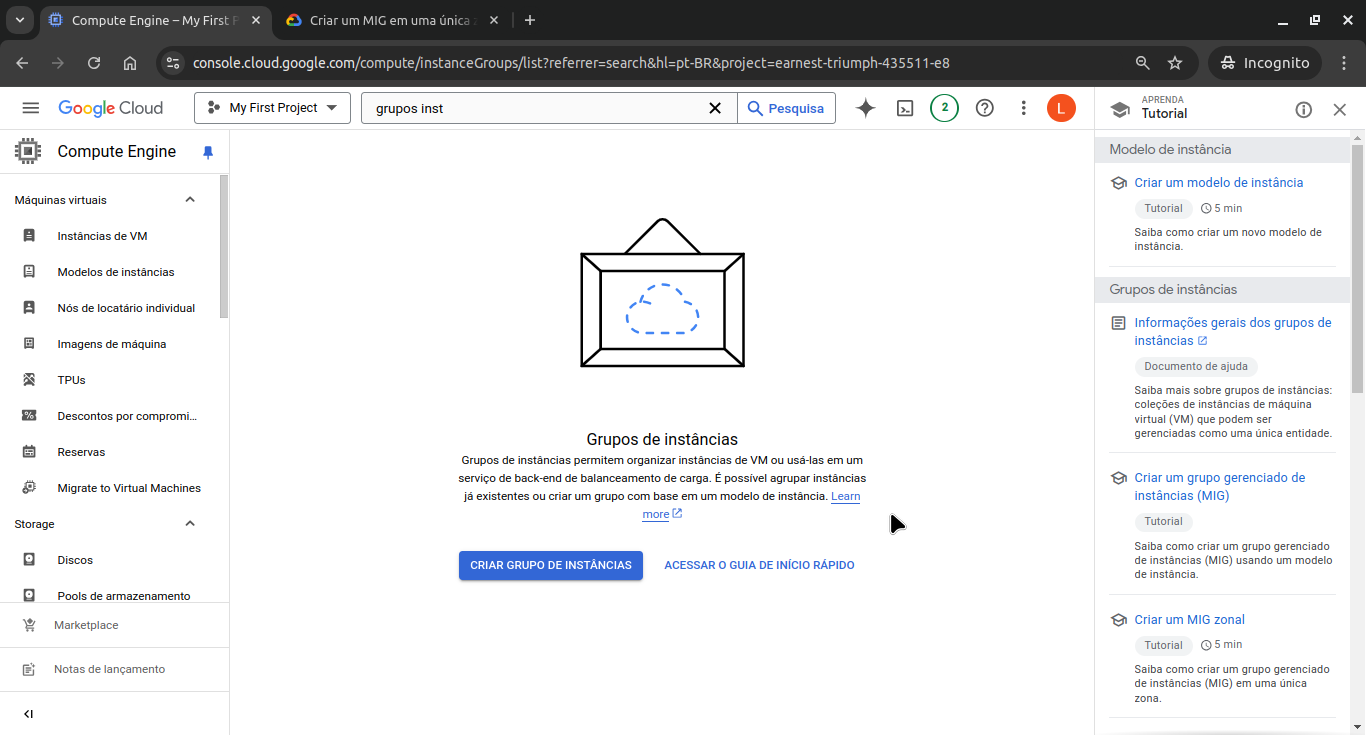 Compute Engine – My First P
Criar um MIG em uma única
console.cloud.google.com/compute/instanceGroups/list?referrer=search&hl=pt-BR&project=earnest-triumph-435511-e8
Incognito
Google Cloud
My First Project
grupos inst
Pesquisa
2
L
APRENDA
Tutorial
Compute Engine
Máquinas virtuais
Instâncias de VM
Modelos de instâncias
Nós de locatário individual
Imagens de máquina
TPUs
Descontos por compromi...
Reservas
Migrate to Virtual Machines
Storage
Discos
Pools de armazenamento
Marketplace
Notas de lançamento
Grupos de instâncias
Grupos de instâncias permitem organizar instâncias de VM ou usá-las em um
serviço de back-end de balanceamento de carga. É possível agrupar instâncias
já existentes ou criar um grupo com base em um modelo de instância. Learn
more
CRIAR GRUPO DE INSTÂNCIAS
ACESSAR O GUIA DE INÍCIO RÁPIDO
Modelo de instância
Criar um modelo de instância
Tutorial
5 min
Saiba como criar um novo modelo de
instância.
Grupos de instâncias
Informações gerais dos grupos de
instâncias
Documento de ajuda
Saiba mais sobre grupos de instâncias:
coleções de instâncias de máquina
virtual (VM) que podem ser
gerenciadas como uma única entidade.
Criar um grupo gerenciado de
instâncias (MIG)
Tutorial
Saiba como criar um grupo gerenciado
de instâncias (MIG) usando um modelo
de instância.
Criar um MIG zonal
Tutorial
5 min
Saiba como criar um grupo gerenciado
de instâncias (MIG) em uma única
zona.